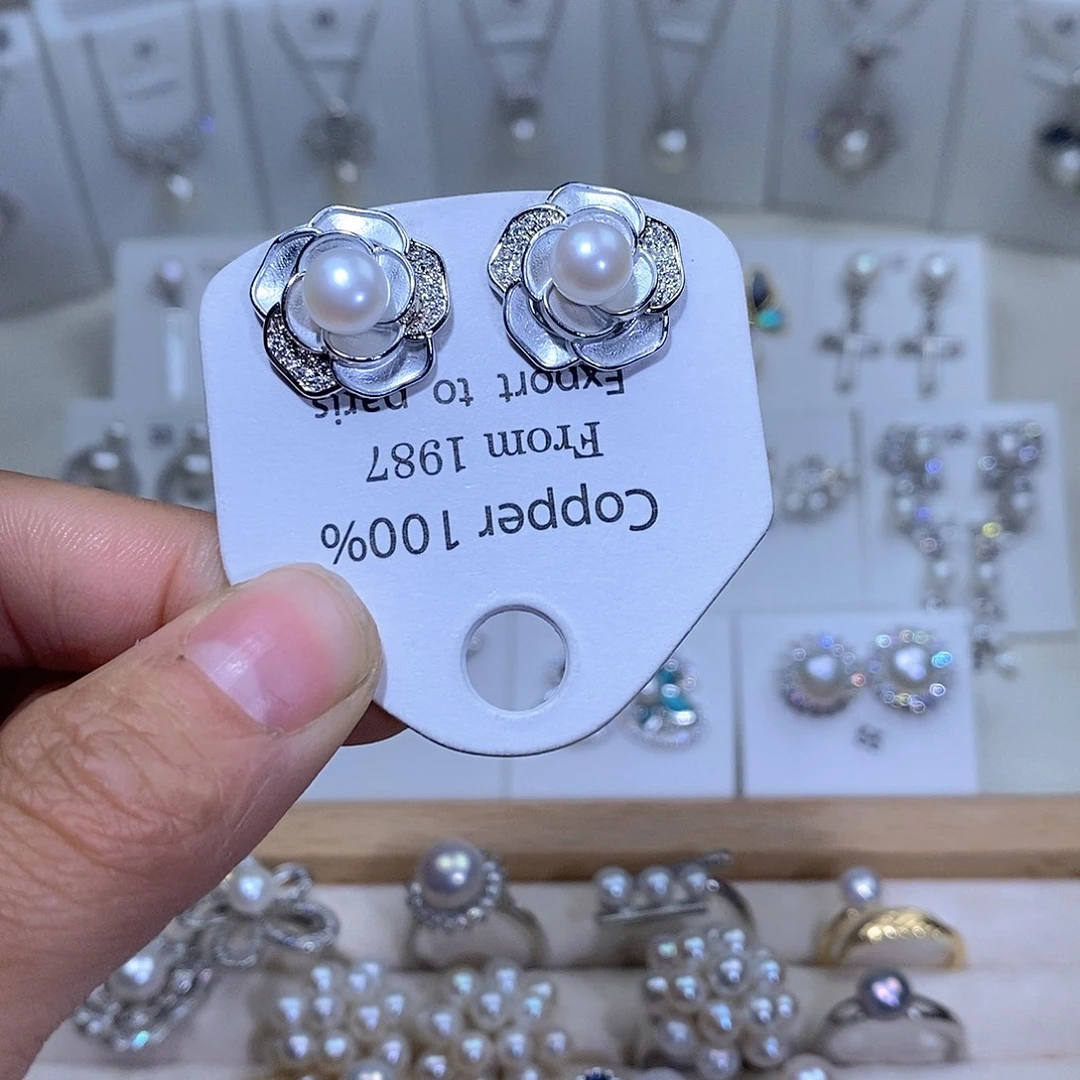 Copper 100%
From 1987
Export to paris